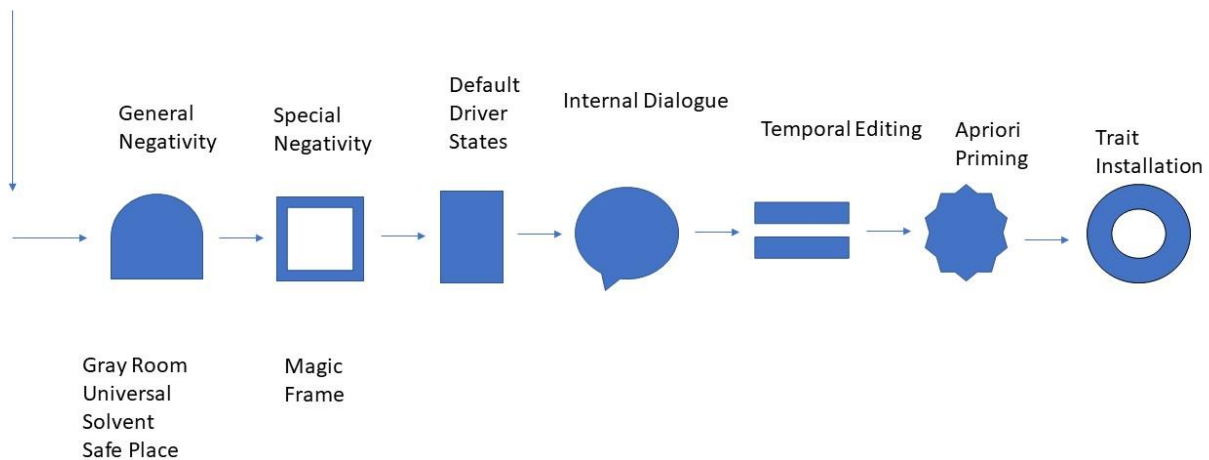 General
Negativity
Special
Negativity
Default
Driver
States
Internal Dialogue
Temporal Editing
Apriori
Priming
Trait
Installation
Gray Room
Universal
Solvent
Safe Place
Magic
Frame